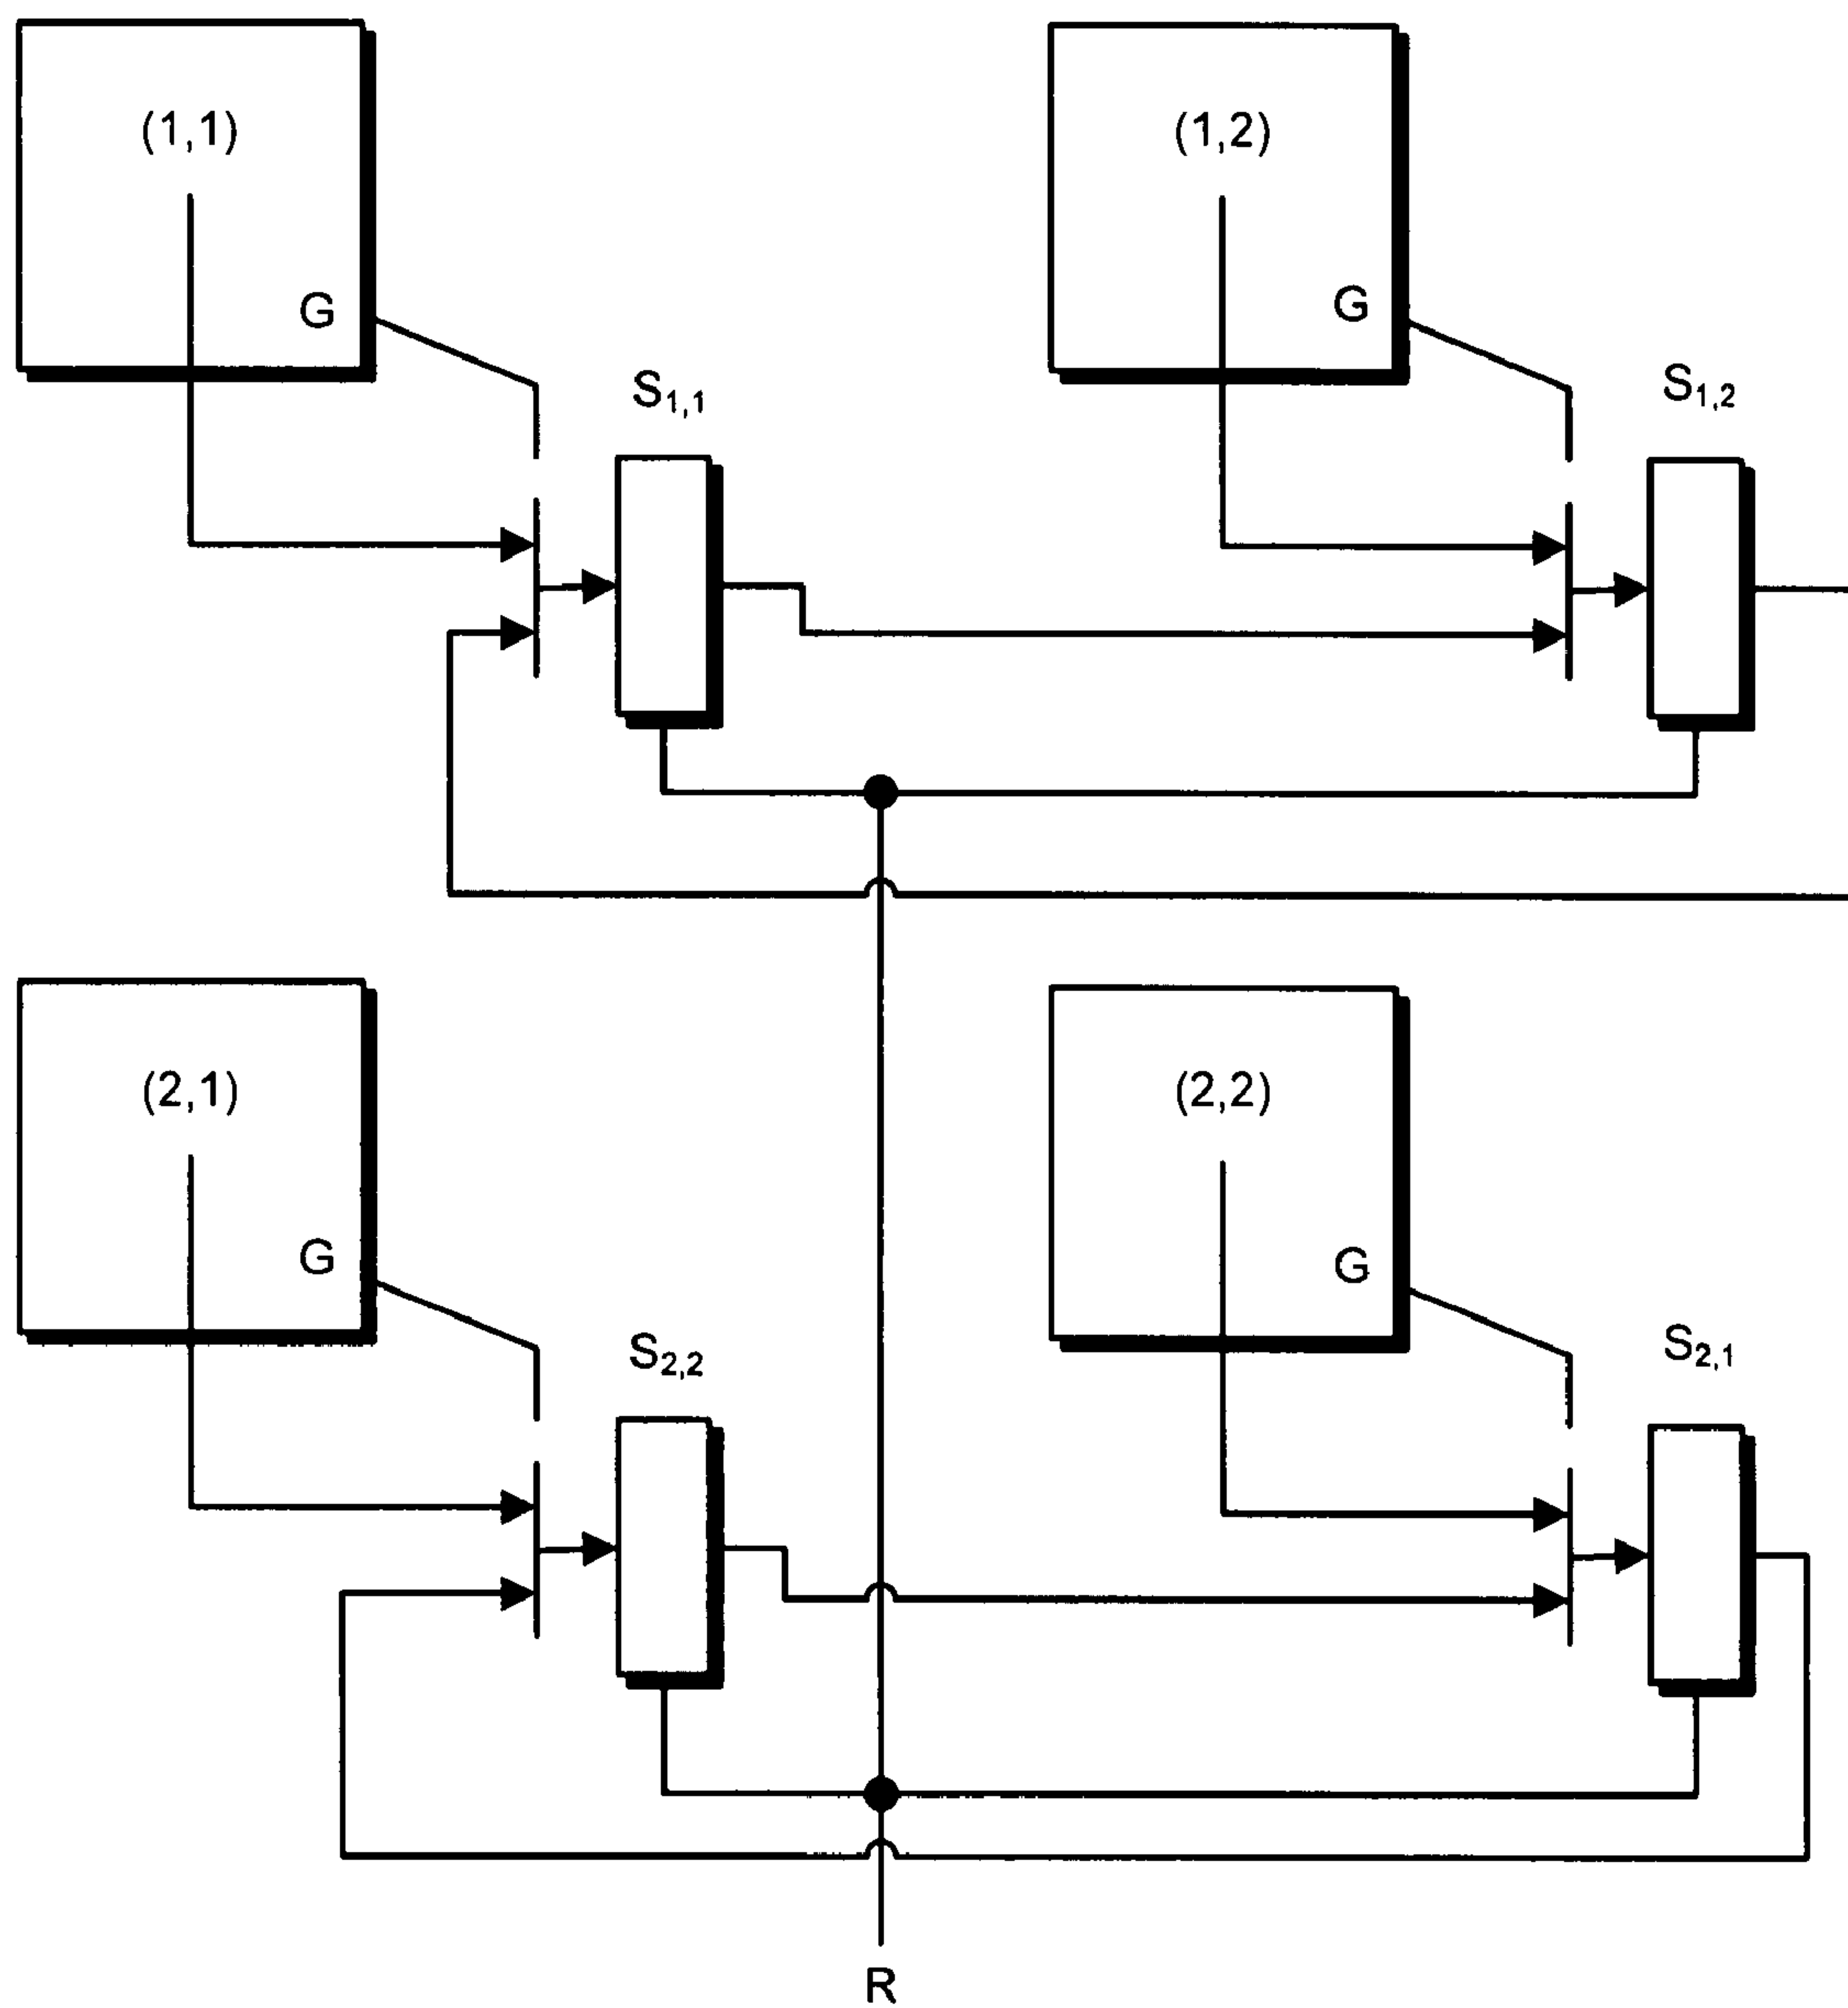 (1,1)
(1,2)
G
G
S1,1
S1,2
(2,1)
(2,2)
G
G
S2,2
S2,1
R